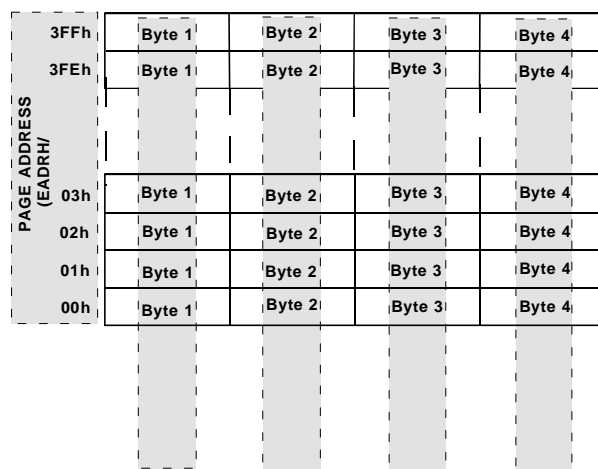 PAGE ADDRESS
(EADRH/
3FFh Byte 1 Byte 2 Byte 3 Byte 4
3FEh Byte 1 Byte 2 Byte 3 Byte 4
03h Byte 1 Byte 2 Byte 3 Byte 4
02h Byte 1 Byte 2 Byte 3 Byte 4
01h Byte 1 Byte 2 Byte 3 Byte 4
00h Byte 1 Byte 2 Byte 3 Byte 4